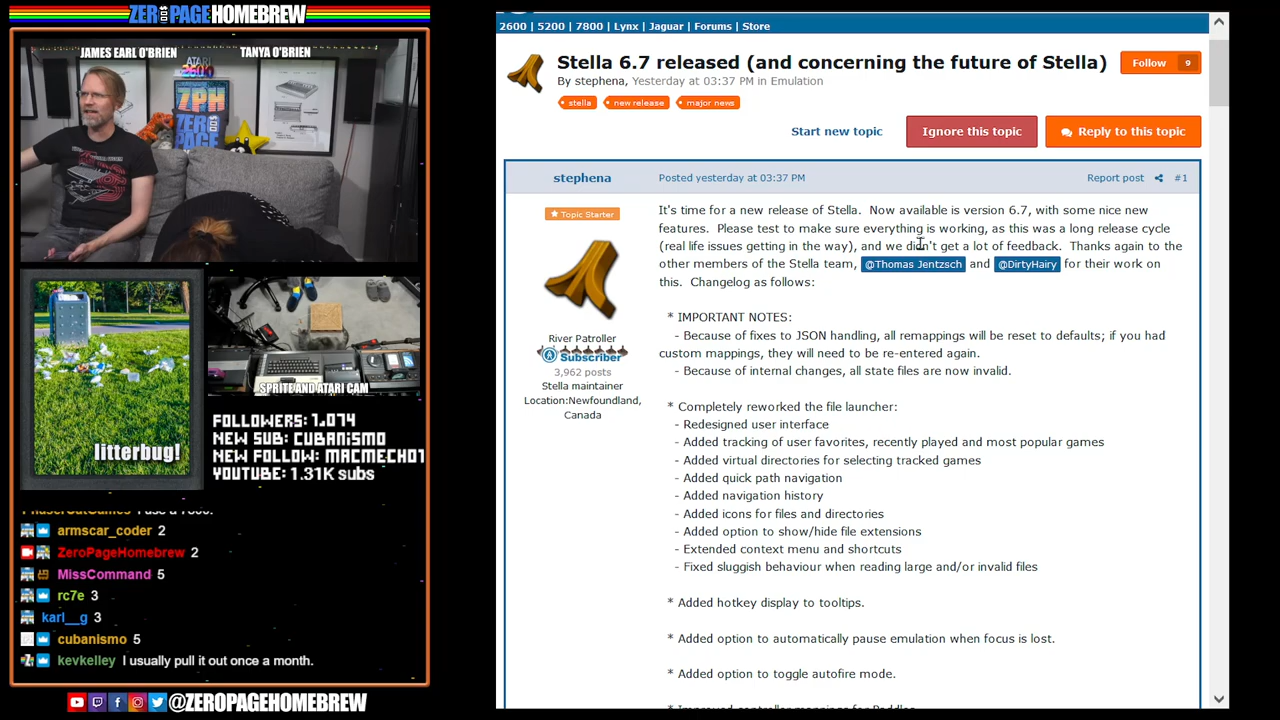 ZERO PAGE HOMEBREW
JAMES EARL O'BRIEN
TANYA O'BRIEN
ATARI
2600
ZPH
ZERO
PAGE
litterbug!
SPRITE AND ATARI CAM
FOLLOWERS: 1,074
NEW SUB: CUBANISMO
NEW FOLLOW: MACMECH01
YOUTUBE: 1.31K subs
PhaserCatGames I use a 7800.
armscar_coder 2
ZeroPageHomebrew 2
MissCommand 5
rc7e 3
karl__g 3
cubanismo 5
kevkelley I usually pull it out once a month.
@ZEROPAGEHOMEBREW
2600 | 5200 | 7800 | Lynx | Jaguar | Forums | Store
Stella 6.7 released (and concerning the future of Stella)
Follow 9
By stephena, Yesterday at 03:37 PM in Emulation
stella new release major news
Start new topic
Ignore this topic
Reply to this topic
stephena
Posted yesterday at 03:37 PM
Report post #1
Topic Starter
River Patroller
Subscriber
3,962 posts
Stella maintainer
Location:Newfoundland,
Canada
It's time for a new release of Stella. Now available is version 6.7, with some nice new
features. Please test to make sure everything is working, as this was a long release cycle
(real life issues getting in the way), and we didn't get a lot of feedback. Thanks again to the
other members of the Stella team, @Thomas Jentzsch and @DirtyHairy for their work on
this. Changelog as follows:
* IMPORTANT NOTES:
- Because of fixes to JSON handling, all remappings will be reset to defaults; if you had
custom mappings, they will need to be re-entered again.
- Because of internal changes, all state files are now invalid.
* Completely reworked the file launcher:
- Redesigned user interface
- Added tracking of user favorites, recently played and most popular games
- Added virtual directories for selecting tracked games
- Added quick path navigation
- Added navigation history
- Added icons for files and directories
- Added option to show/hide file extensions
- Extended context menu and shortcuts
- Fixed sluggish behaviour when reading large and/or invalid files
* Added hotkey display to tooltips.
* Added option to automatically pause emulation when focus is lost.
* Added option to toggle autofire mode.
* Improved controller mappings for Paddles